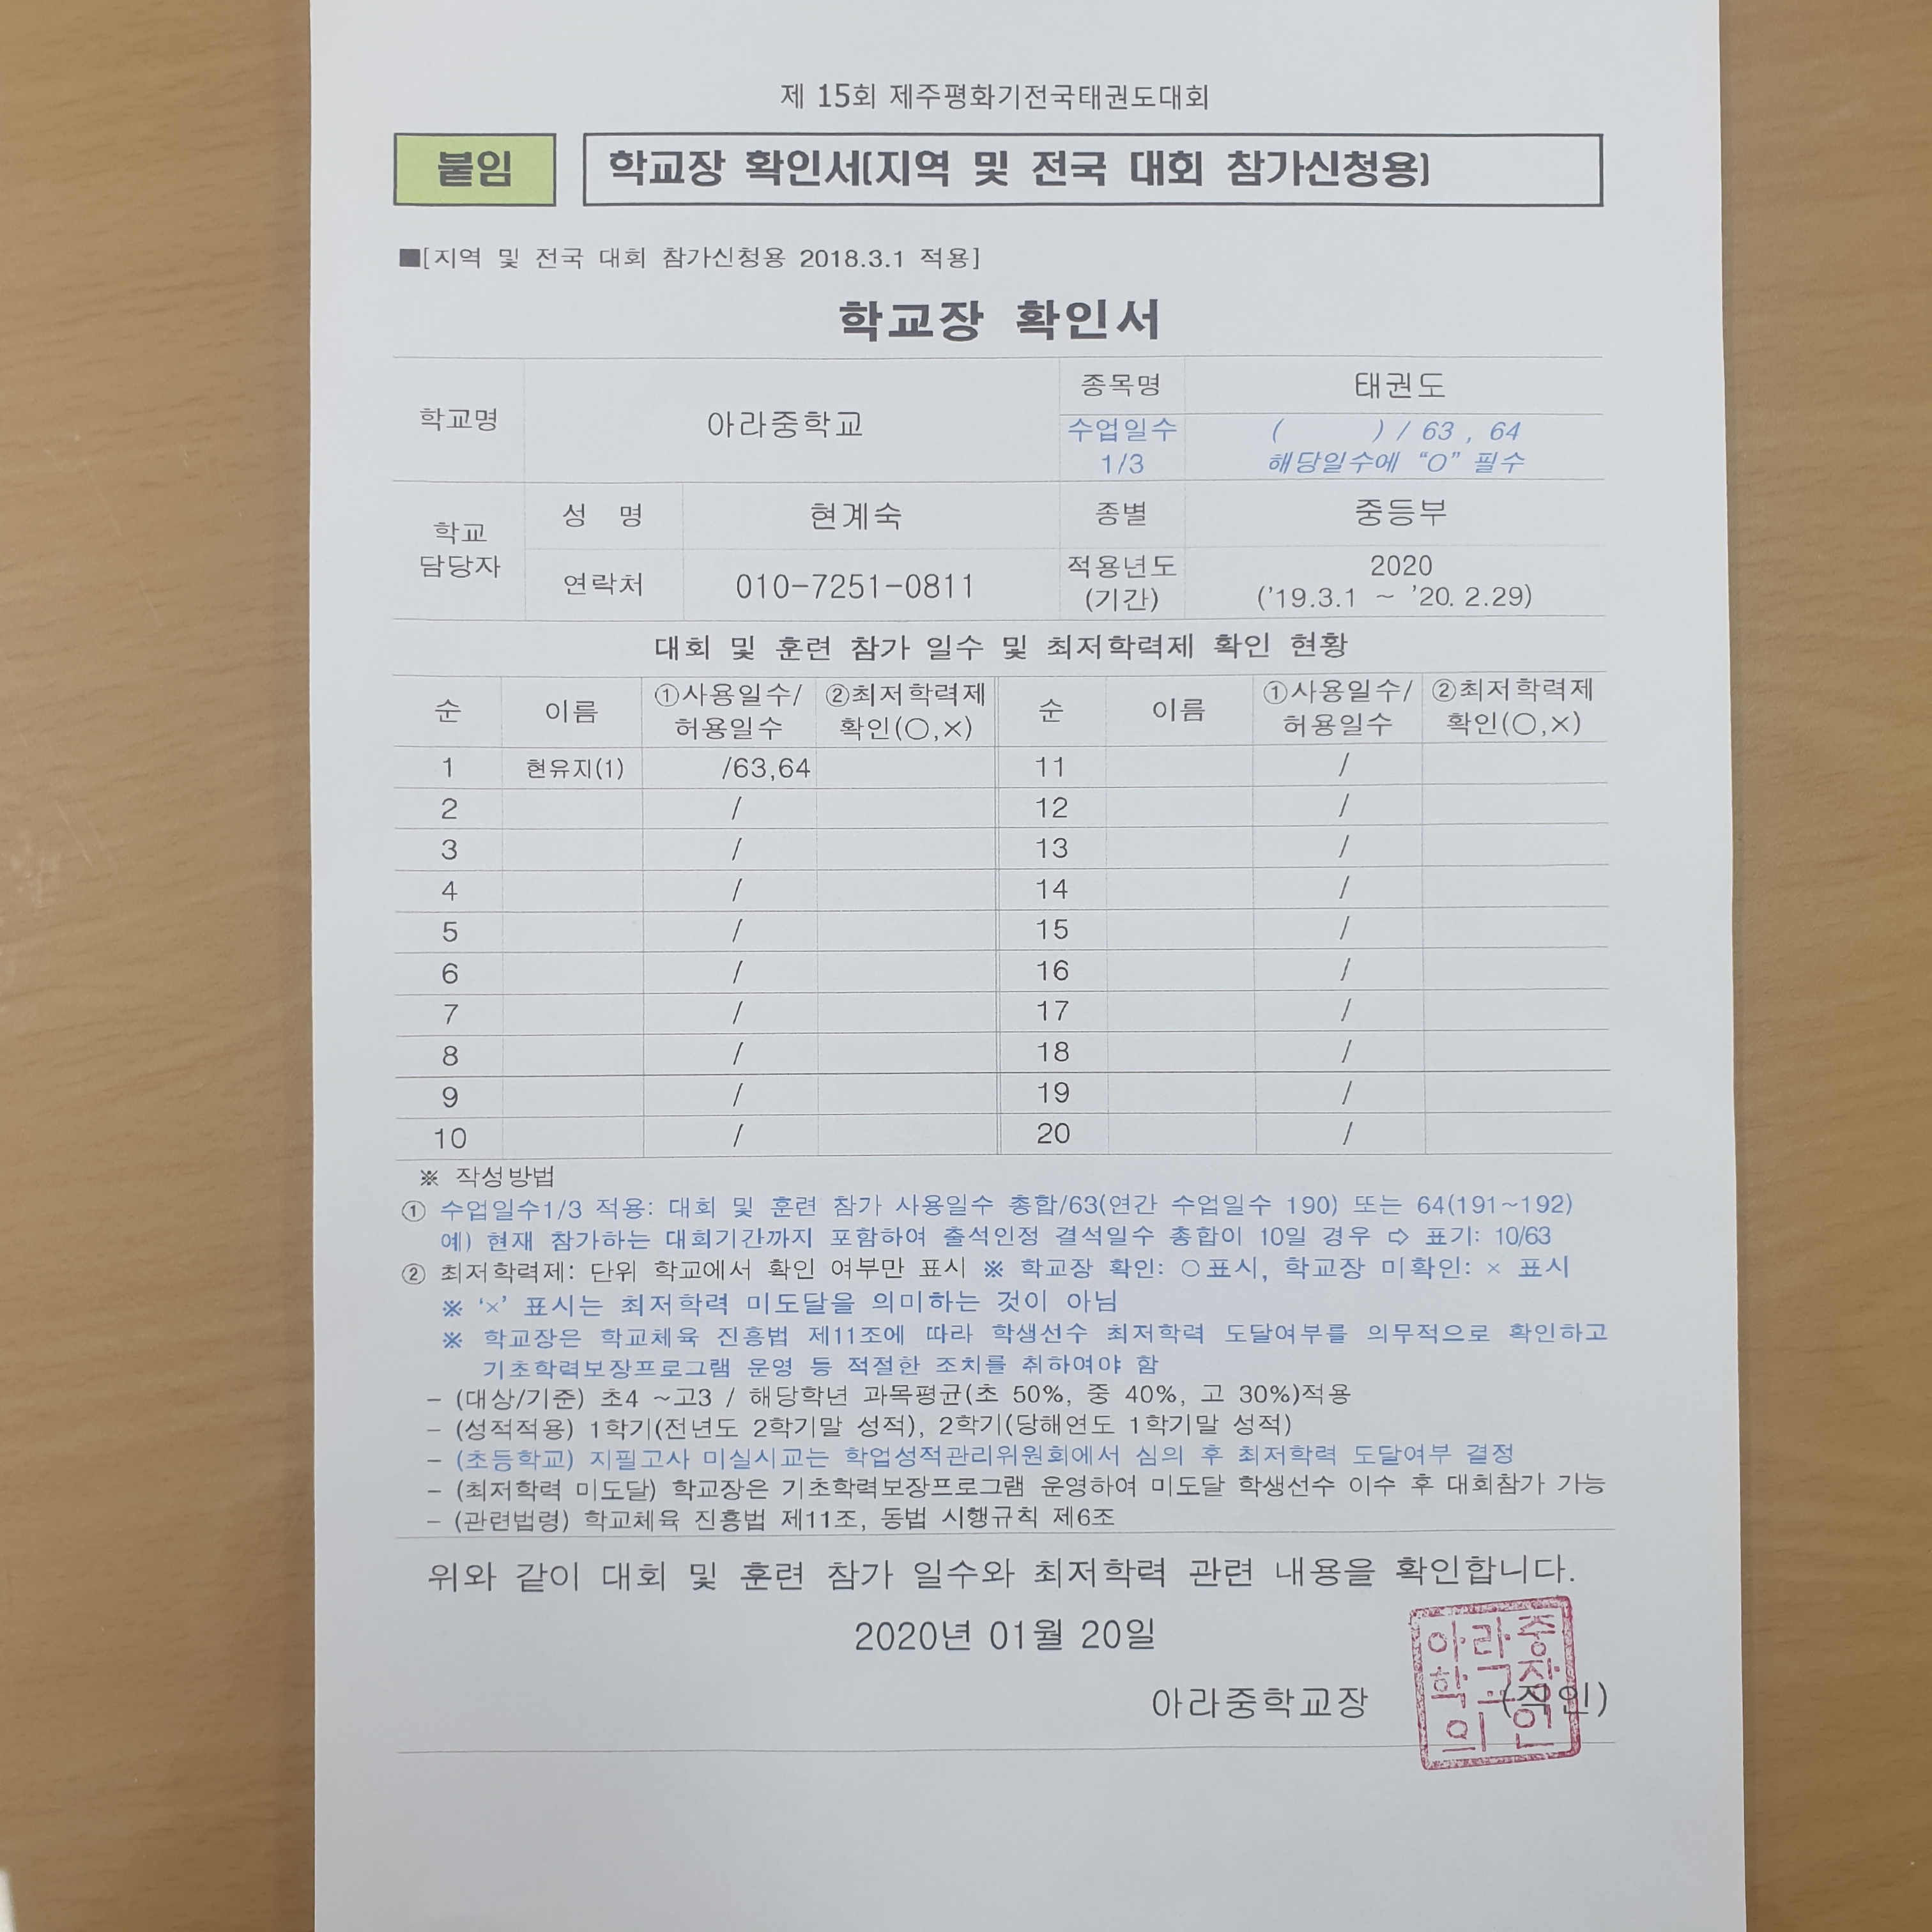 제 15회 제주평화기전국태권도대회
붙임
학교장 확인서(지역 및 전국 대회 참가신청용)
■[지역 및 전국 대회 참가신청용 2018.3.1 적용]
학교장 확인서
학교명 아라중학교 종목명 태권도
수업일수 1/3 ( ) / 63 , 64
해당일수에 “O” 필수
학교 담당자 성 명 현계숙 종별 중등부
연락처 010-7251-0811 적용년도 (기간) 2020
('19.3.1 ~ '20. 2.29)
대회 및 훈련 참가 일수 및 최저학력제 확인 현황
순 이름 ①사용일수/허용일수 ②최저학력제 확인(○,×) 순 이름 ①사용일수/허용일수 ②최저학력제 확인(○,×)
1 현유지(1) /63,64 11 /
2 / 12 /
3 / 13 /
4 / 14 /
5 / 15 /
6 / 16 /
7 / 17 /
8 / 18 /
9 / 19 /
10 / 20 /
※ 작성방법
① 수업일수1/3 적용: 대회 및 훈련 참가 사용일수 총합/63(연간 수업일수 190) 또는 64(191~192)
예) 현재 참가하는 대회기간까지 포함하여 출석인정 결석일수 총합이 10일 경우 ⇨ 표기: 10/63
② 최저학력제: 단위 학교에서 확인 여부만 표시 ※ 학교장 확인: ○표시, 학교장 미확인: × 표시
※ ‘×’ 표시는 최저학력 미도달을 의미하는 것이 아님
※ 학교장은 학교체육 진흥법 제11조에 따라 학생선수 최저학력 도달여부를 의무적으로 확인하고
기초학력보장프로그램 운영 등 적절한 조치를 취하여야 함
- (대상/기준) 초4 ~고3 / 해당학년 과목평균(초 50%, 중 40%, 고 30%)적용
- (성적적용) 1학기(전년도 2학기말 성적), 2학기(당해연도 1학기말 성적)
- (초등학교) 지필고사 미실시교는 학업성적관리위원회에서 심의 후 최저학력 도달여부 결정
- (최저학력 미도달) 학교장은 기초학력보장프로그램 운영하여 미도달 학생선수 이수 후 대회참가 가능
- (관련법령) 학교체육 진흥법 제11조, 동법 시행규칙 제6조
위와 같이 대회 및 훈련 참가 일수와 최저학력 관련 내용을 확인합니다.
2020년 01월 20일
아라중학교장 (직인)
아라중
학교장
의인